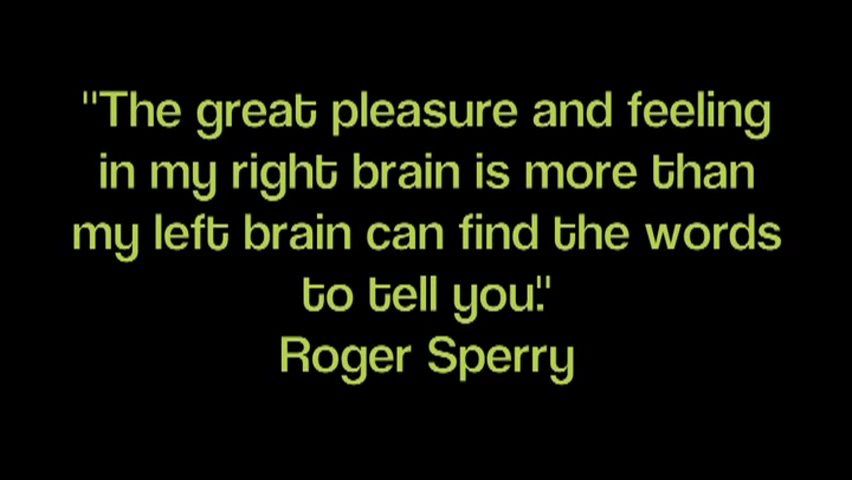 "The great pleasure and feeling
in my right brain is more than
my left brain can find the words
to tell you."
Roger Sperry